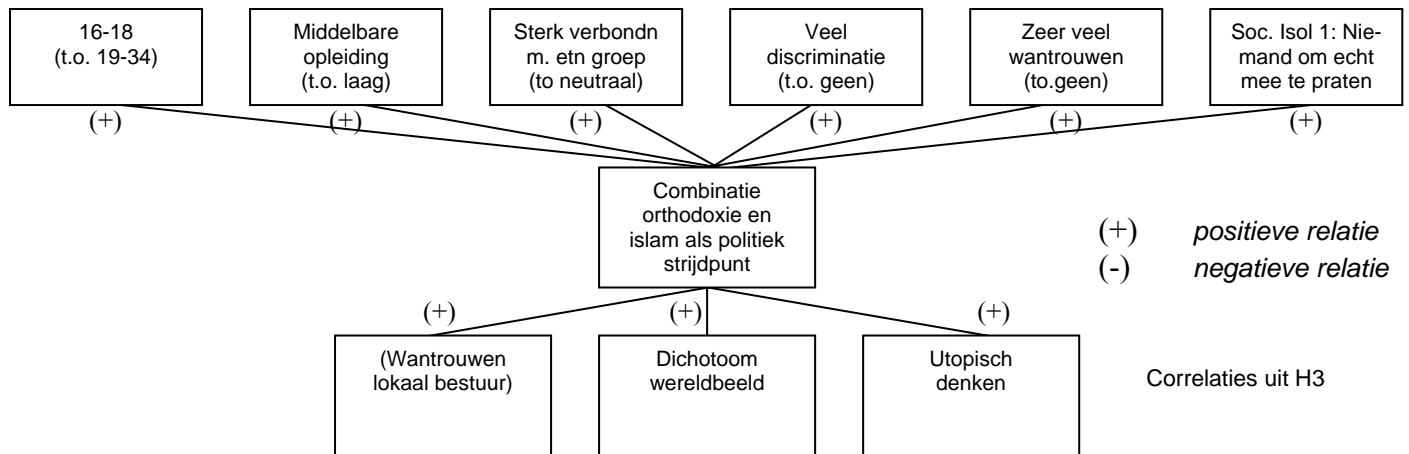 16-18
(t.o. 19-34)
Middelbare
opleiding
(t.o. laag)
Sterk verbondn
m. etn groep
(to neutraal)
Veel
discriminatie
(t.o. geen)
Zeer veel
wantrouwen
(to.geen)
Soc. Isol 1: Nie-
mand om echt
mee te praten
(+)
(+)
(+)
(+)
(+)
(+)
Combinatie
orthodoxie en
islam als politiek
strijdpunt
(+) positieve relatie
(-) negatieve relatie
(+)
(+)
(+)
(Wantrouwen
lokaal bestuur)
Dichotoom
wereldbeeld
Utopisch
denken
Correlaties uit H3